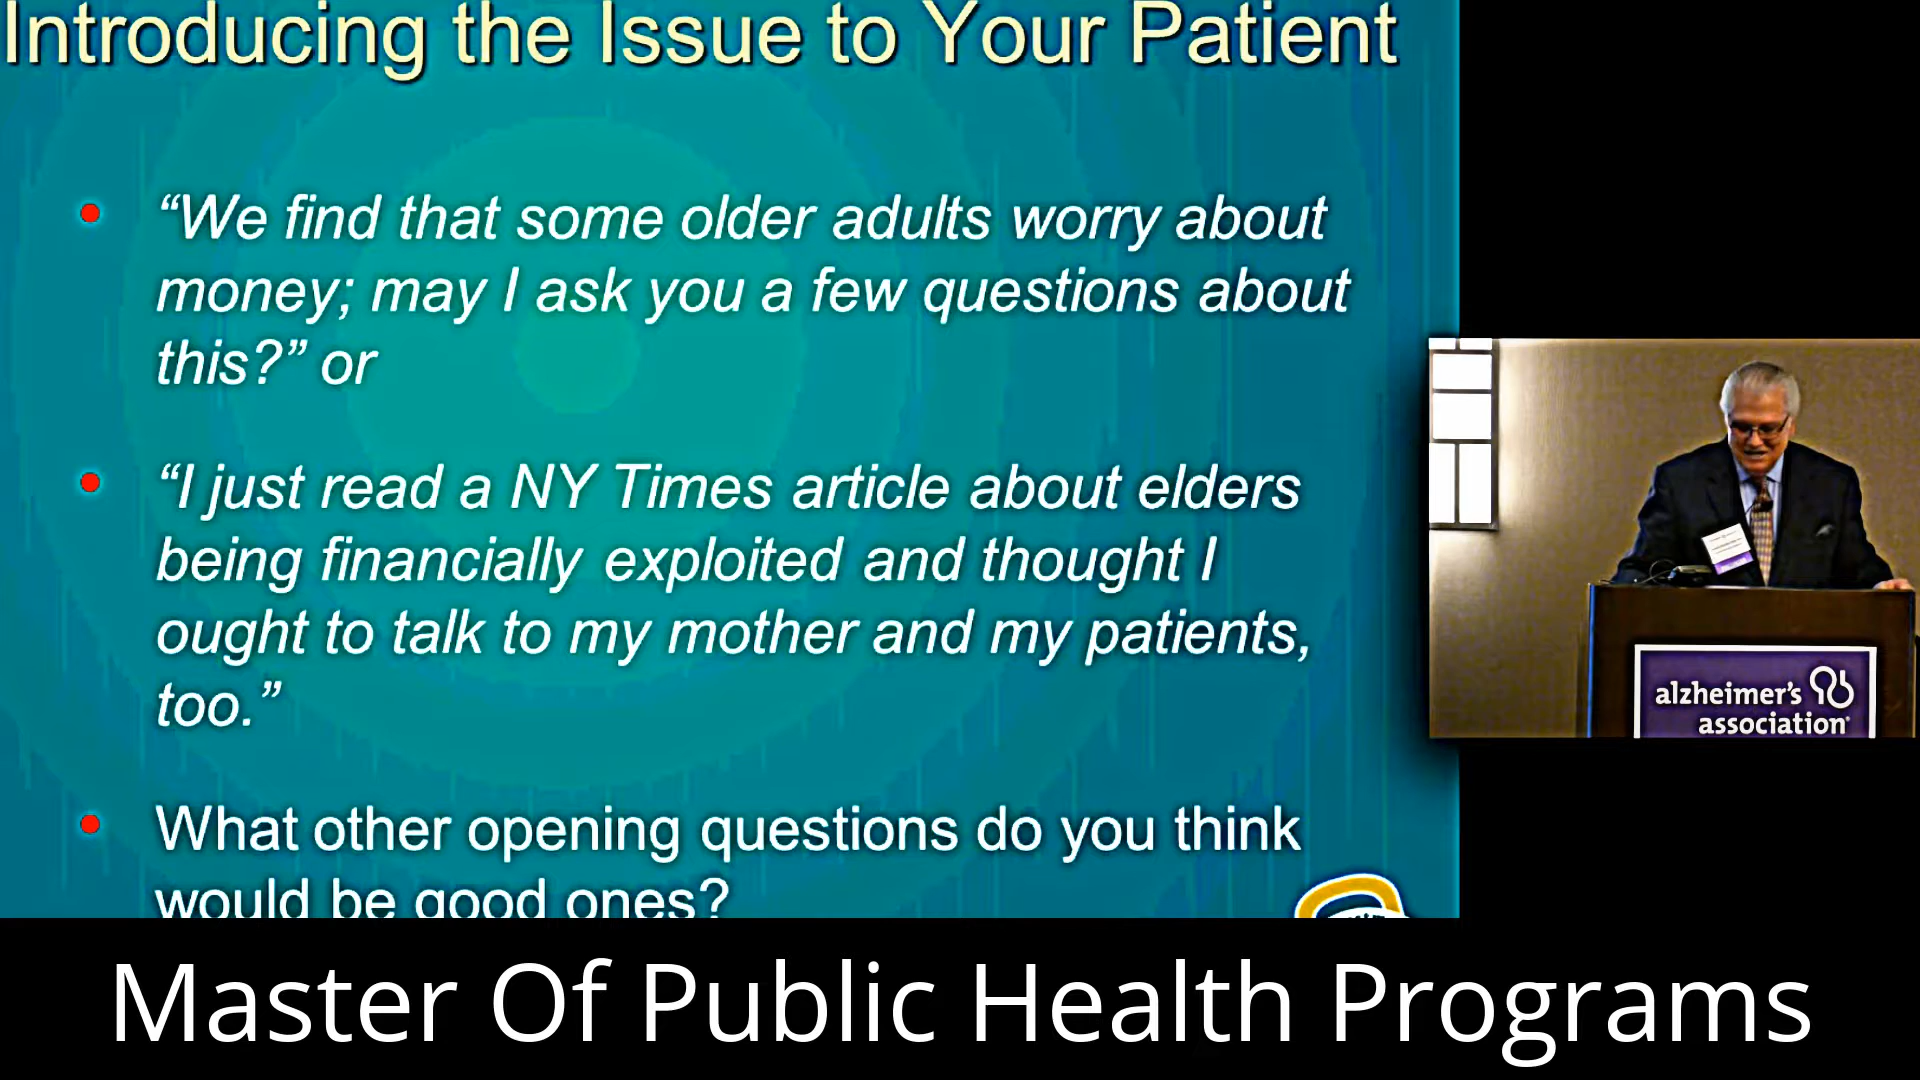 Introducing the Issue to Your Patient
“We find that some older adults worry about
money; may I ask you a few questions about
this?” or
“I just read a NY Times article about elders
being financially exploited and thought I
ought to talk to my mother and my patients,
too.”
What other opening questions do you think
would be good ones?
alzheimer's
association
Master Of Public Health Programs